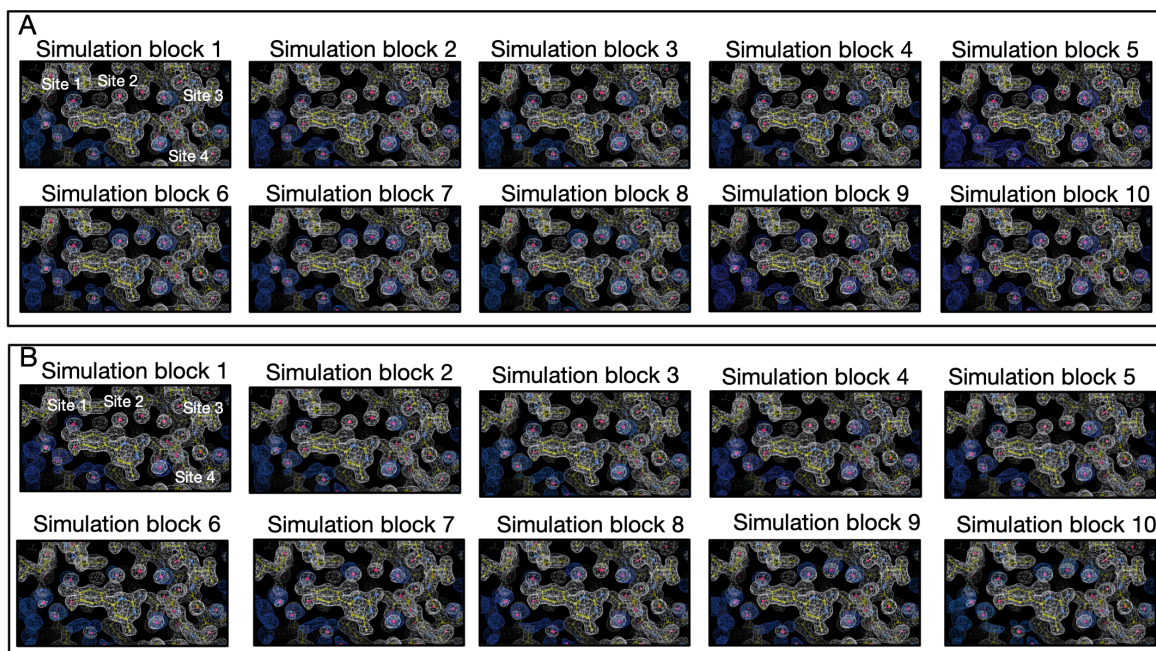 A
Simulation block 1 Simulation block 2 Simulation block 3 Simulation block 4 Simulation block 5
Site 1 Site 2 Site 3
Site 4
Simulation block 6 Simulation block 7 Simulation block 8 Simulation block 9 Simulation block 10
B
Simulation block 1 Simulation block 2 Simulation block 3 Simulation block 4 Simulation block 5
Site 1 Site 2 Site 3
Site 4
Simulation block 6 Simulation block 7 Simulation block 8 Simulation block 9 Simulation block 10